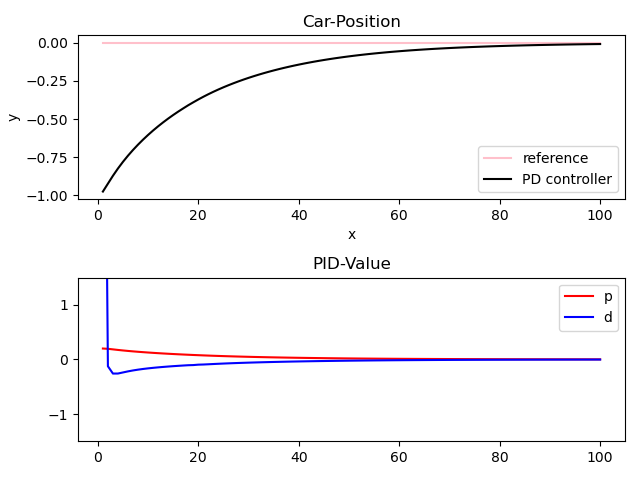 Car-Position
0.00
−0.25
−0.50
−0.75
−1.00
y
reference
PD controller
0 20 40 60 80 100
x
PID-Value
1
0
−1
p
d
0 20 40 60 80 100